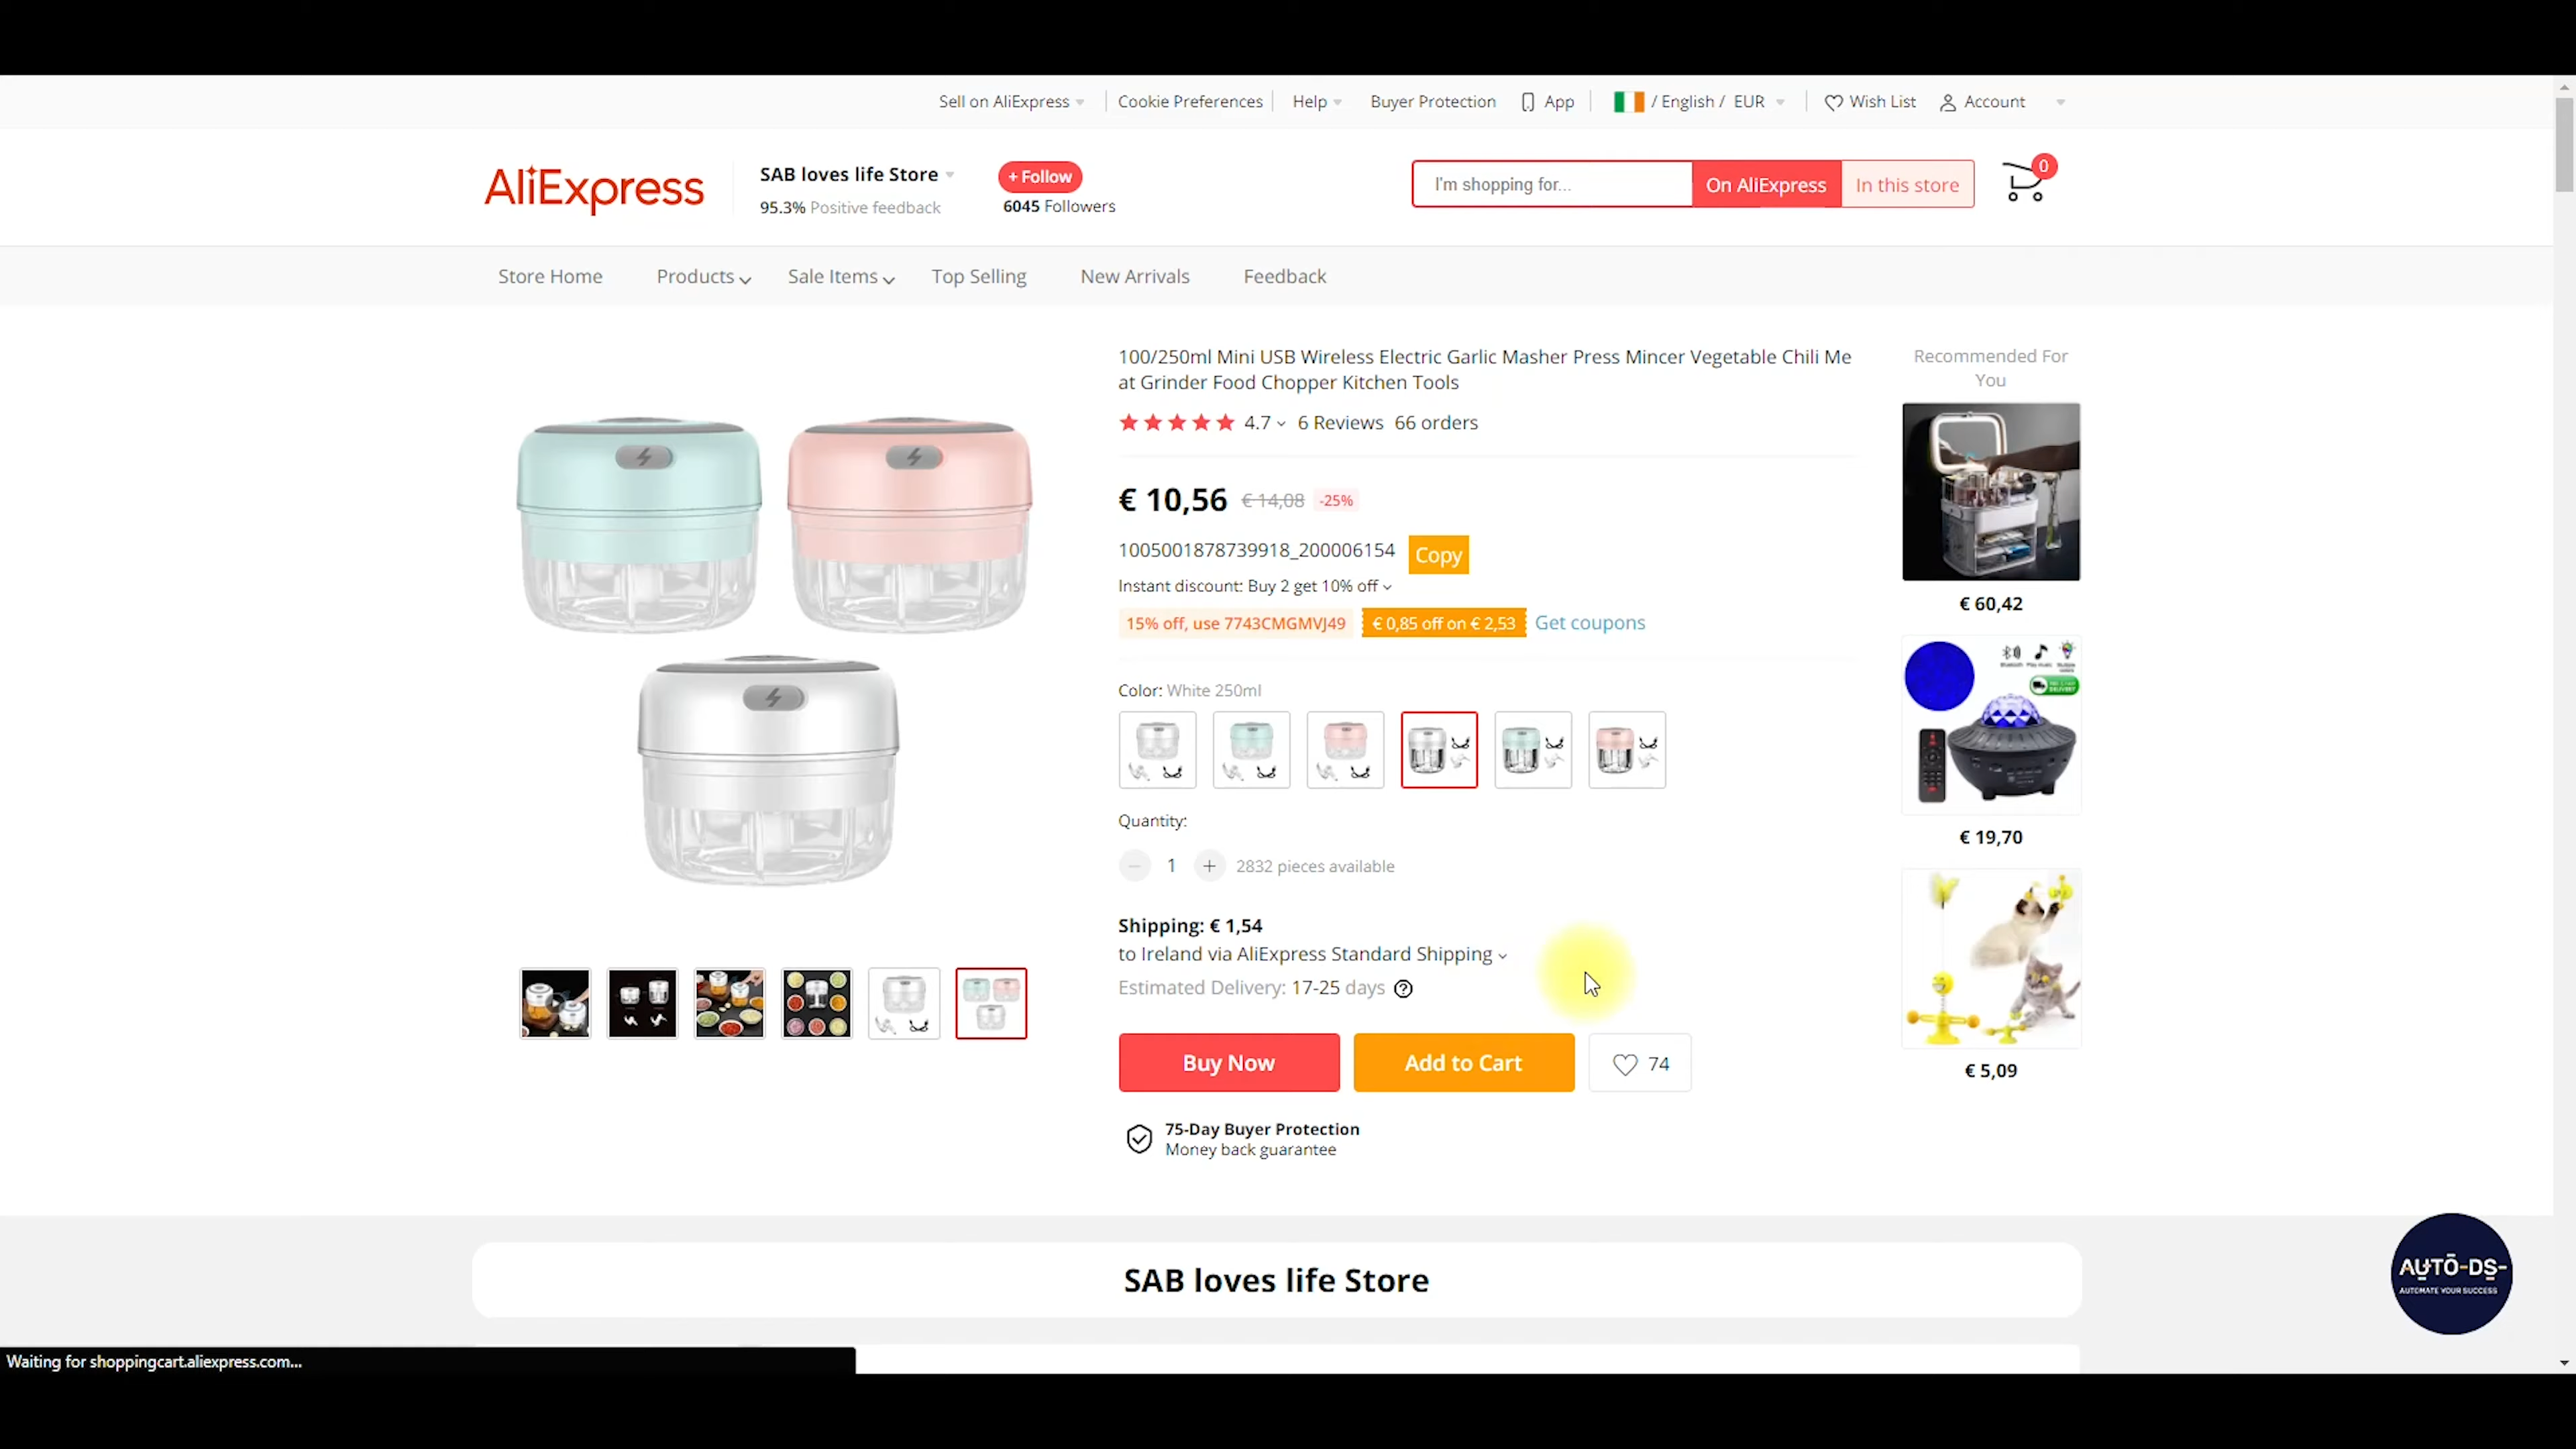 Sell on AliExpress
Cookie Preferences
Help
Buyer Protection
App
/ English / EUR
Wish List
Account
AliExpress
SAB loves life Store
95.3% Positive feedback
+ Follow
6045 Followers
I'm shopping for...
On AliExpress
In this store
0
Store Home
Products
Sale Items
Top Selling
New Arrivals
Feedback
100/250ml Mini USB Wireless Electric Garlic Masher Press Mincer Vegetable Chili Me
at Grinder Food Chopper Kitchen Tools
4.7
6 Reviews
66 orders
€ 10,56
€ 14,08
-25%
1005001878739918_200006154
Copy
Instant discount: Buy 2 get 10% off
15% off, use 7743CMGMVJ49
€ 0,85 off on € 2,53
Get coupons
Color: White 250ml
Quantity:
1
2832 pieces available
Shipping: € 1,54
to Ireland via AliExpress Standard Shipping
Estimated Delivery: 17-25 days
Buy Now
Add to Cart
74
75-Day Buyer Protection
Money back guarantee
Recommended For
You
€ 60,42
€ 19,70
€ 5,09
SAB loves life Store
AUTO-DS-
AUTOMATE YOUR SUCCESS
Waiting for shoppingcart.aliexpress.com...